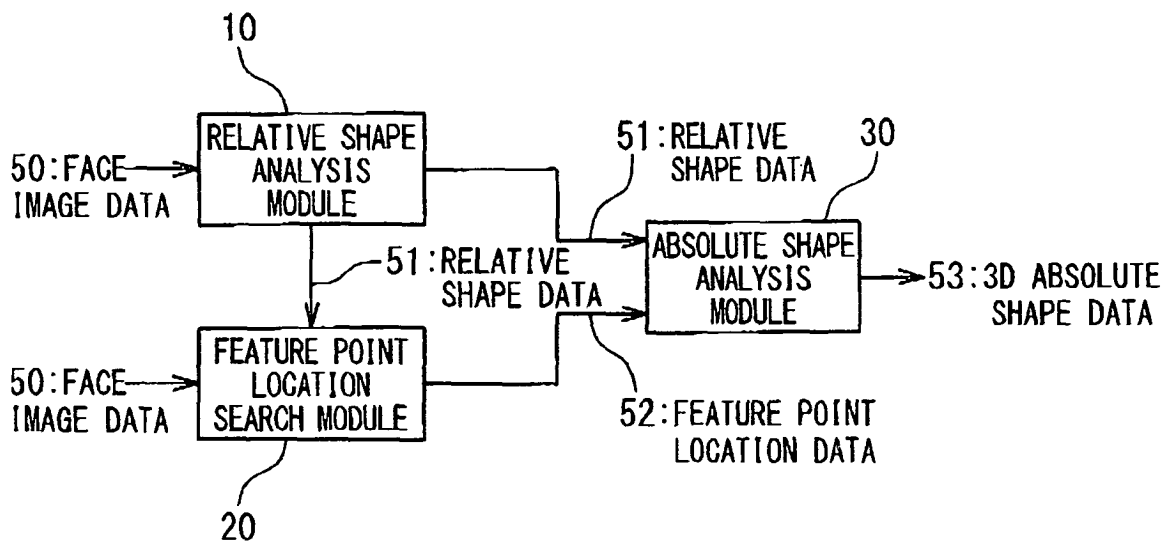 10
RELATIVE SHAPE
ANALYSIS
MODULE
50:FACE
IMAGE DATA
51:RELATIVE
SHAPE DATA
30
51:RELATIVE
SHAPE DATA
ABSOLUTE SHAPE
ANALYSIS
MODULE
53:3D ABSOLUTE
SHAPE DATA
50:FACE
IMAGE DATA
FEATURE POINT
LOCATION
SEARCH MODULE
52:FEATURE POINT
LOCATION DATA
20